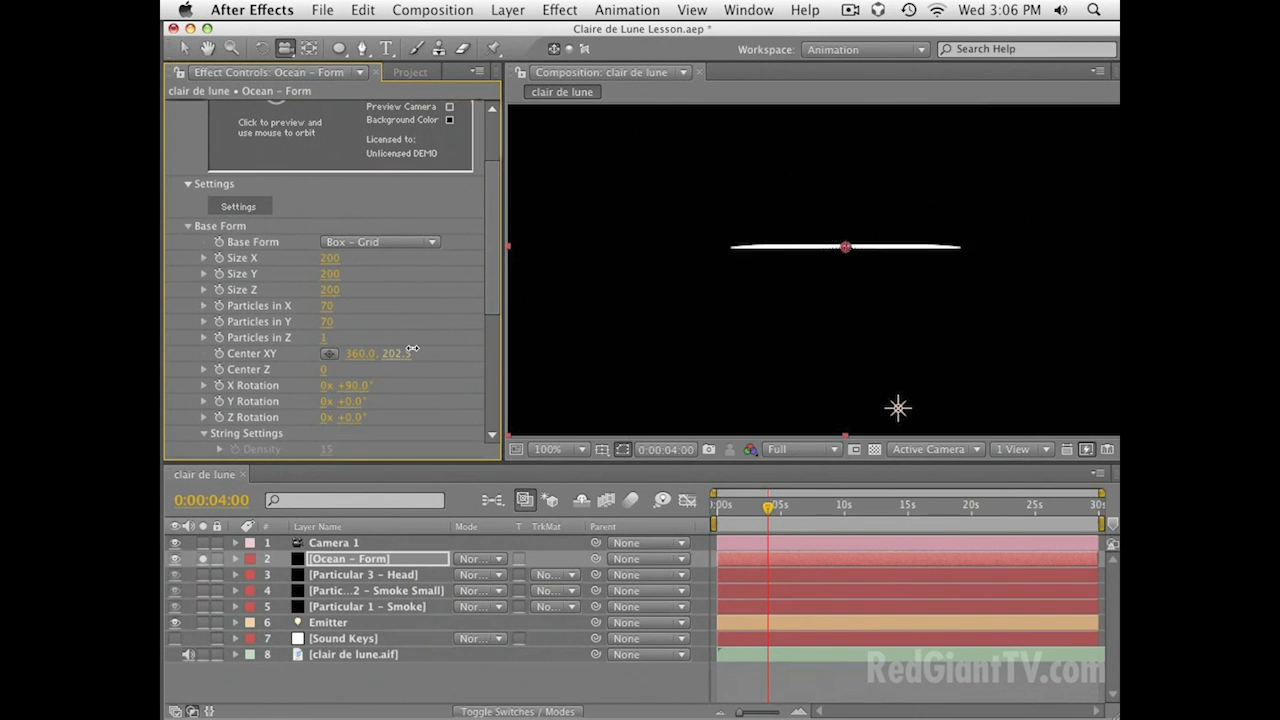 After Effects File Edit Composition Layer Effect Animation View Window Help Wed 3:06 PM
Claire de Lune Lesson.aep *
Workspace: Animation Search Help
Effect Controls: Ocean - Form Project Composition: clair de lune
clair de lune • Ocean - Form clair de lune
Preview Camera
Background Color
Click to preview and
use mouse to orbit
Licensed to:
Unlicensed DEMO
Settings
Settings
Base Form
Base Form Box - Grid
Size X 200
Size Y 200
Size Z 200
Particles in X 70
Particles in Y 70
Particles in Z 1
Center XY 360.0, 202.5
Center Z 0
X Rotation 0x +90.0°
Y Rotation 0x +0.0°
Z Rotation 0x +0.0°
String Settings
Density 15
100% 0:00:04:00 Full Active Camera 1 View
clair de lune
0:00:04:00 ):00s 05s 10s 15s 20s 25s 30s
# Layer Name Mode T TrkMat Parent
1 Camera 1 None
2 [Ocean - Form] Nor... None
3 [Particular 3 - Head] Nor... No... None
4 [Partic...2 - Smoke Small] Nor... No... None
5 [Particular 1 - Smoke] Nor... No... None
6 Emitter None
7 [Sound Keys] Nor... None
8 [clair de lune.aif] None
RedGiantTV.com
Toggle Switches / Modes